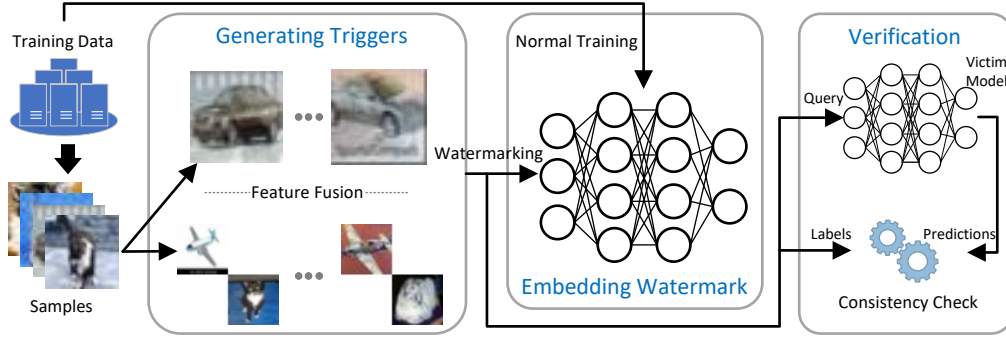 Training Data
Samples
Generating Triggers
Feature Fusion
Normal Training
Watermarking
Embedding Watermark
Verification
Victim
Model
Query
Labels
Predictions
Consistency Check